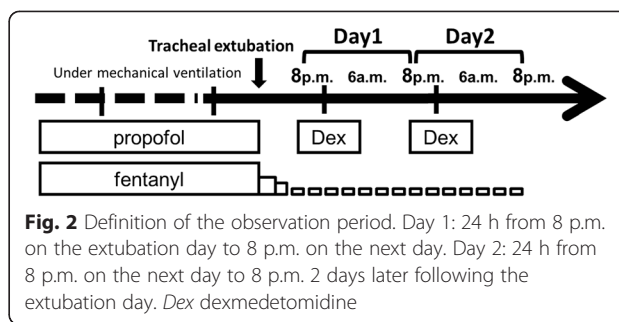 Day1 Day2
Tracheal extubation
Under mechanical ventilation
8p.m. 6a.m. 8p.m. 6a.m. 8p.m.
propofol Dex Dex
fentanyl
Fig. 2 Definition of the observation period. Day 1: 24 h from 8 p.m.
on the extubation day to 8 p.m. on the next day. Day 2: 24 h from
8 p.m. on the next day to 8 p.m. 2 days later following the
extubation day. Dex dexmedetomidine